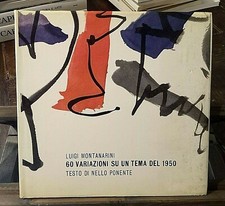 LUIGI MONTANARINI
60 VARIAZIONI SU UN TEMA DEL 1950
TESTO DI NELLO PONENTE